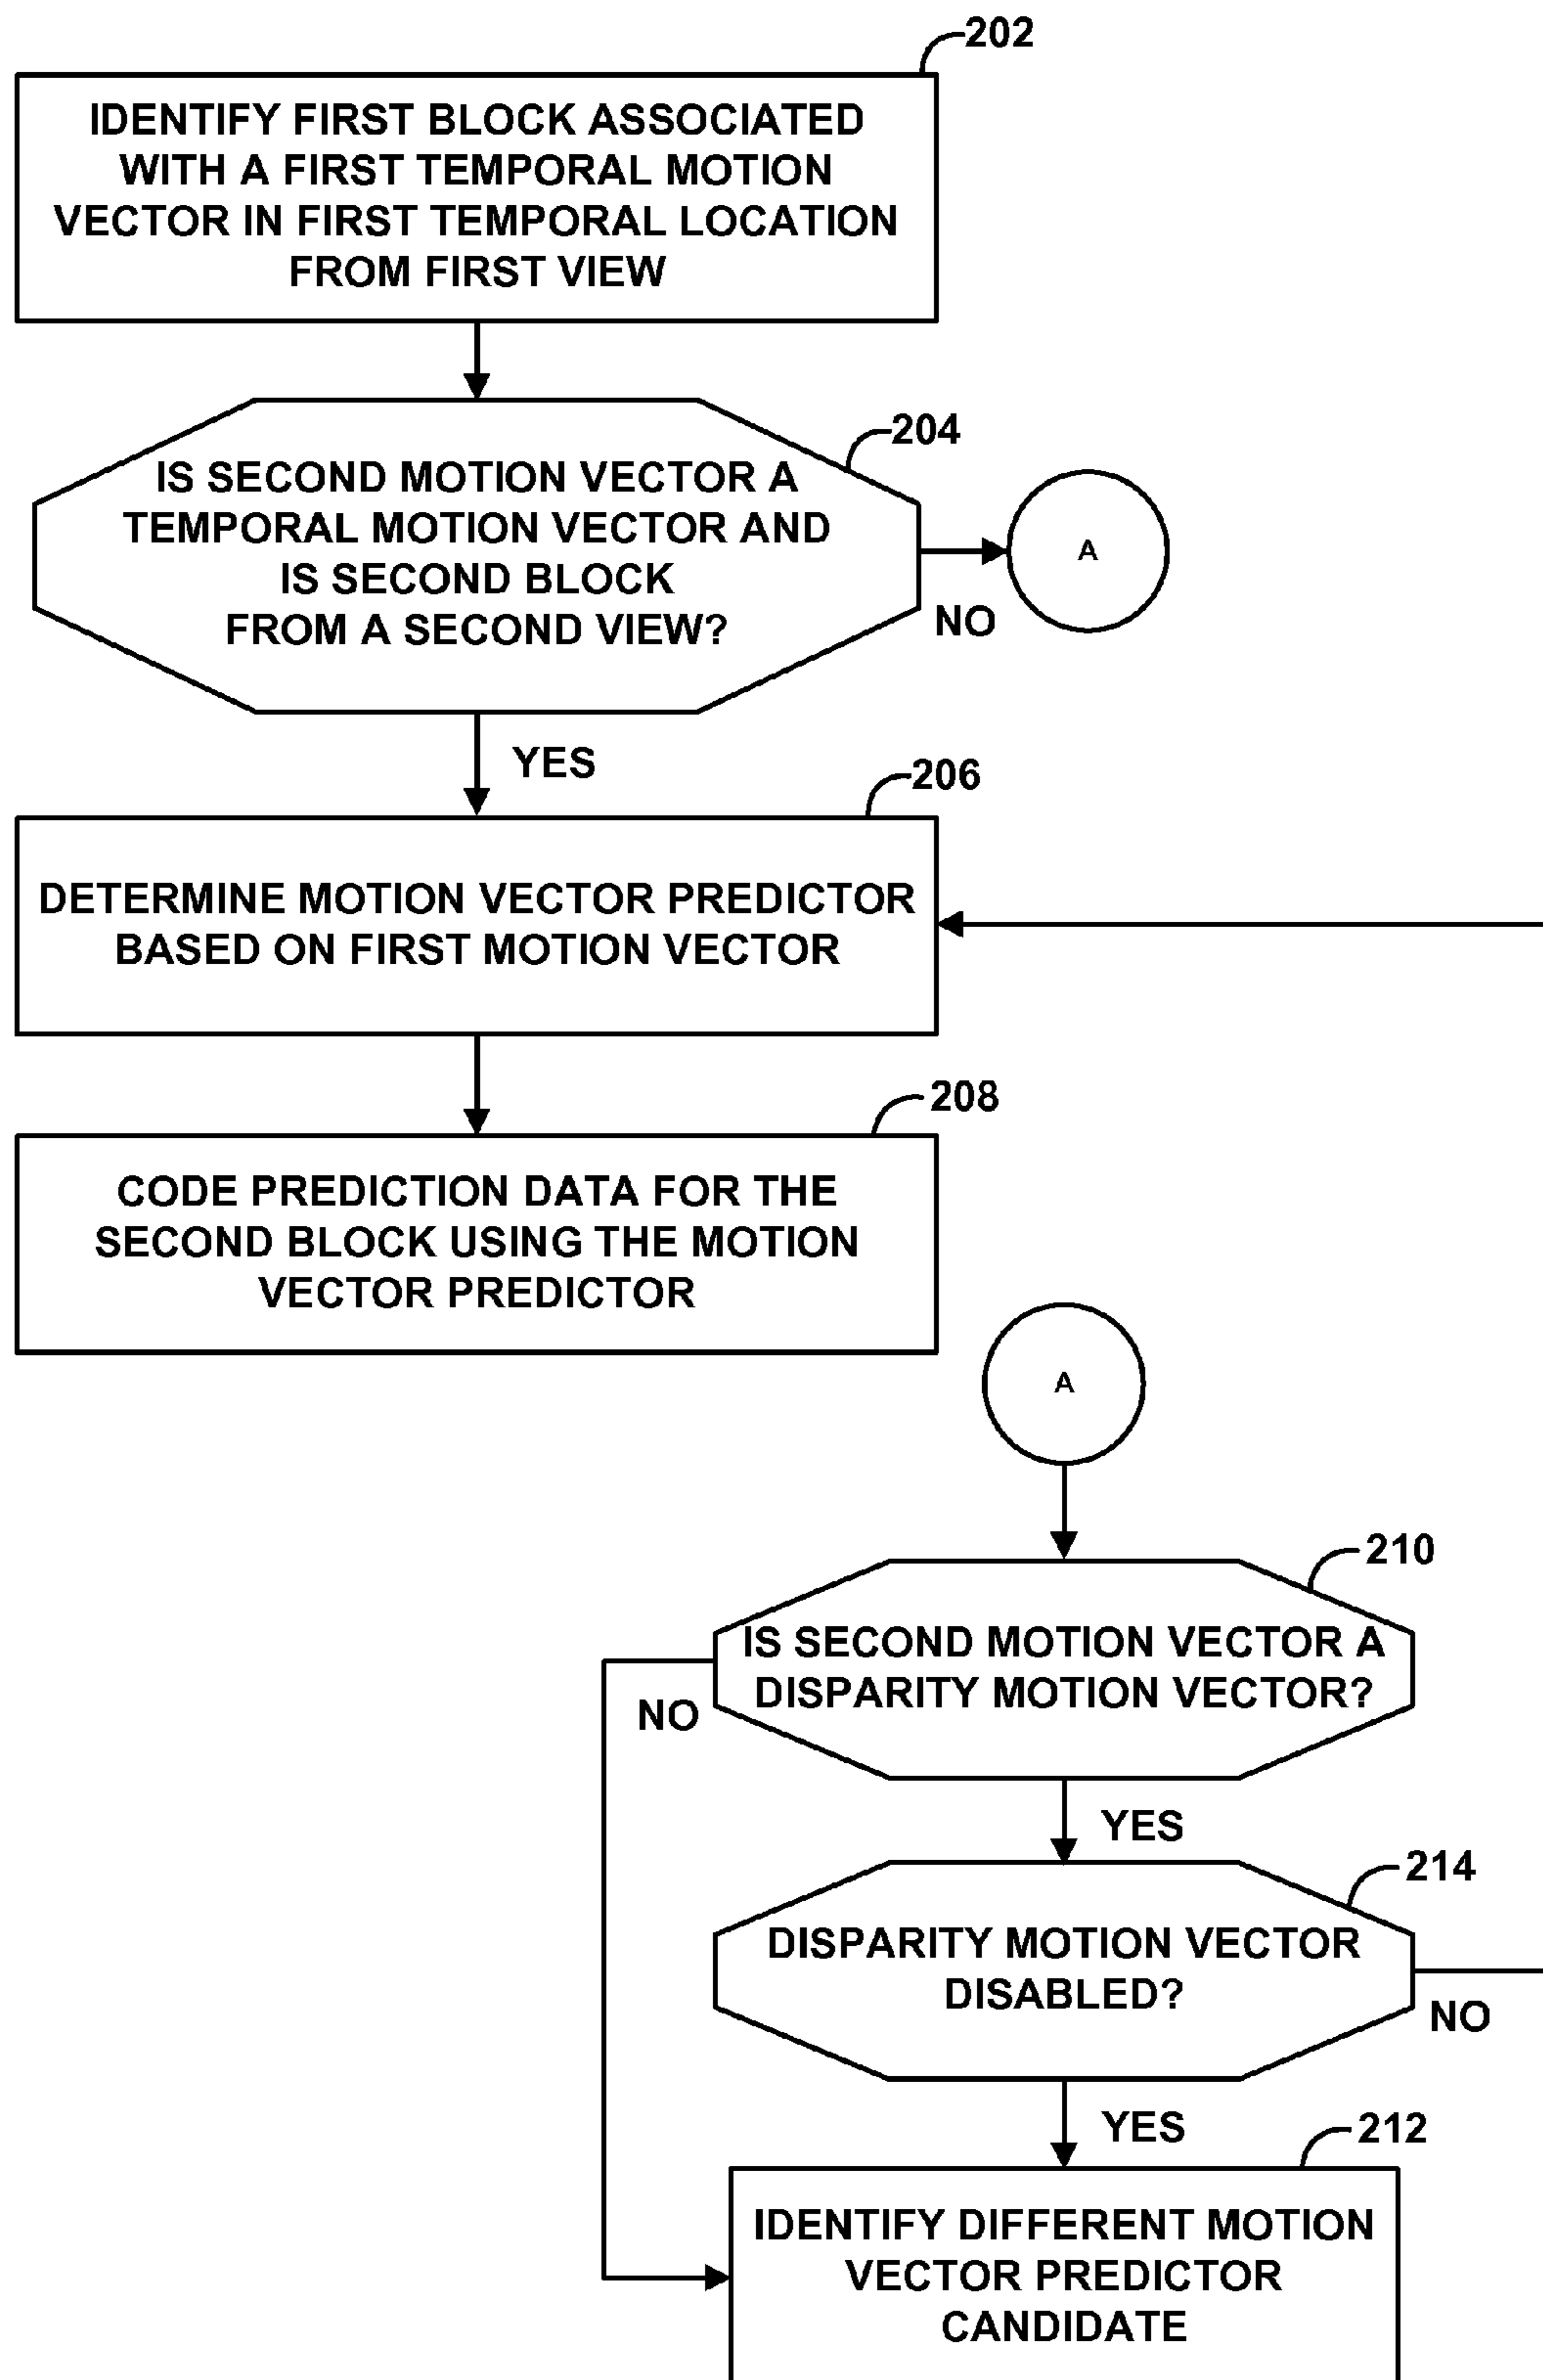 202
IDENTIFY FIRST BLOCK ASSOCIATED
WITH A FIRST TEMPORAL MOTION
VECTOR IN FIRST TEMPORAL LOCATION
FROM FIRST VIEW
204
IS SECOND MOTION VECTOR A
TEMPORAL MOTION VECTOR AND
IS SECOND BLOCK
FROM A SECOND VIEW?
A
NO
YES
206
DETERMINE MOTION VECTOR PREDICTOR
BASED ON FIRST MOTION VECTOR
208
CODE PREDICTION DATA FOR THE
SECOND BLOCK USING THE MOTION
VECTOR PREDICTOR
A
210
IS SECOND MOTION VECTOR A
DISPARITY MOTION VECTOR?
NO
YES
214
DISPARITY MOTION VECTOR
DISABLED?
NO
YES
212
IDENTIFY DIFFERENT MOTION
VECTOR PREDICTOR
CANDIDATE